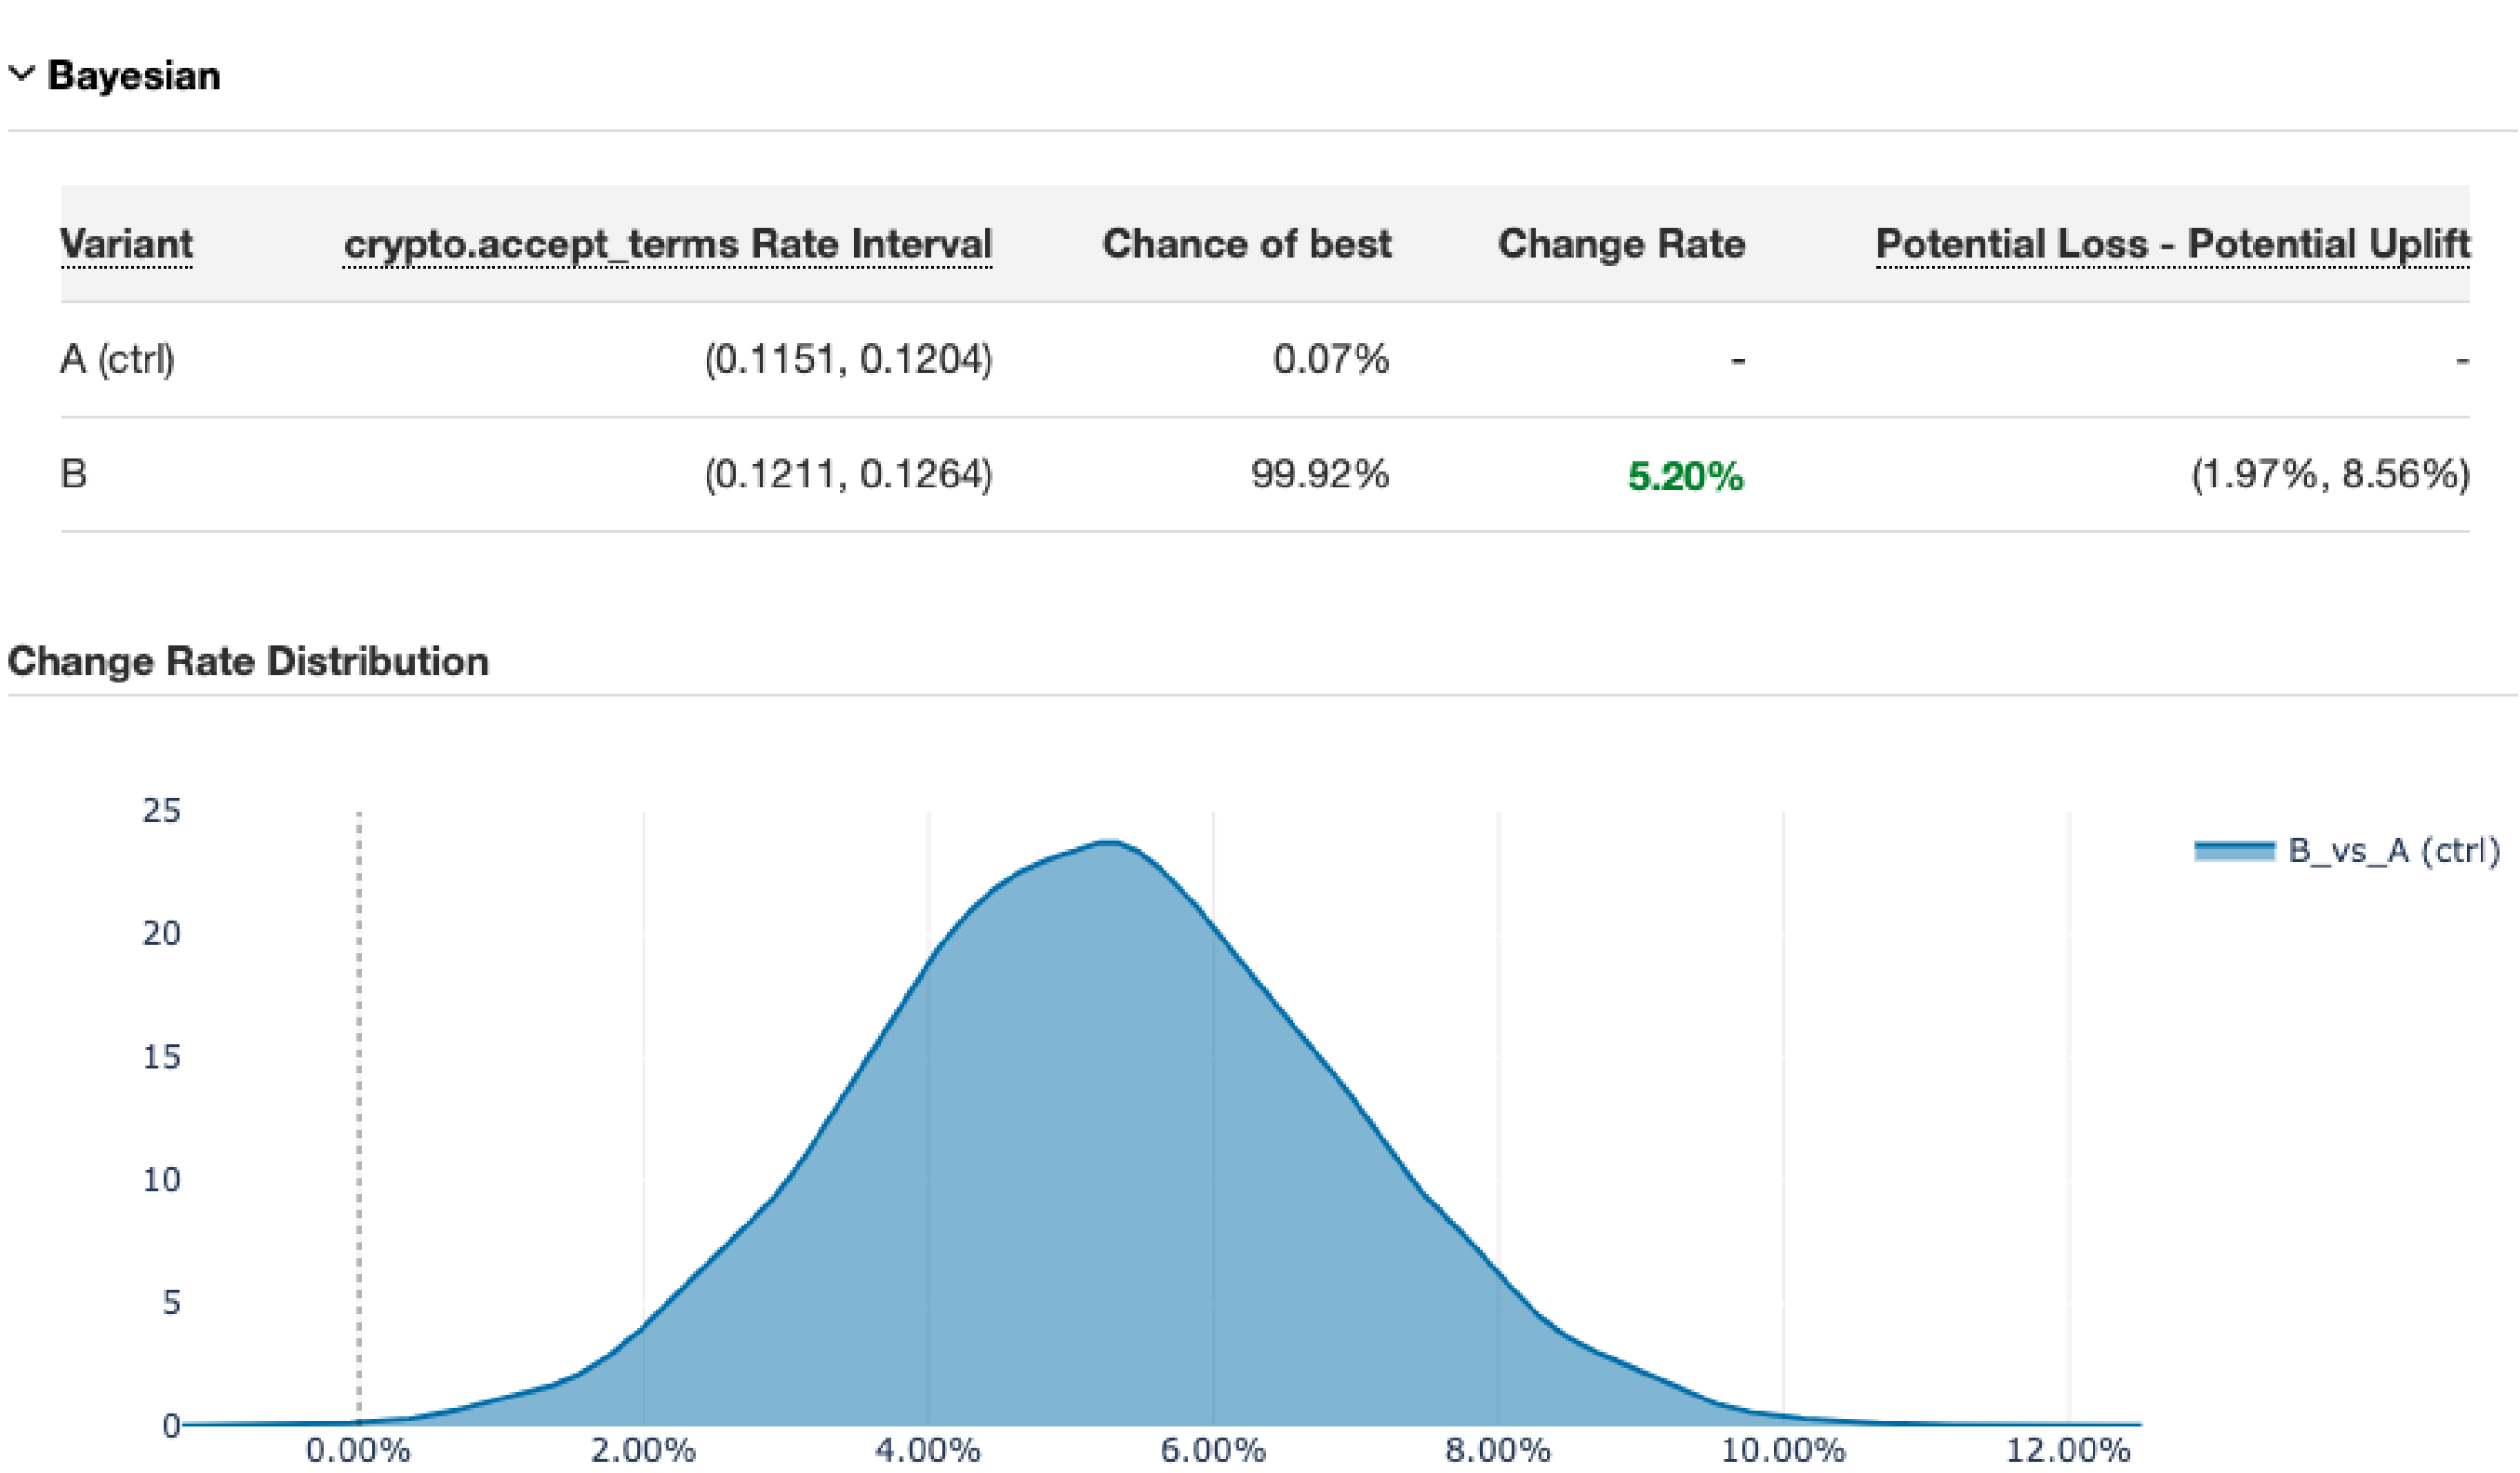 Bayesian
Variant crypto.accept_terms Rate Interval Chance of best Change Rate Potential Loss - Potential Uplift
A (ctrl) (0.1151, 0.1204) 0.07% - -
B (0.1211, 0.1264) 99.92% 5.20% (1.97%, 8.56%)
Change Rate Distribution
25
B_vs_A (ctrl)
20
15
10
5
0
0.00% 2.00% 4.00% 6.00% 8.00% 10.00% 12.00%